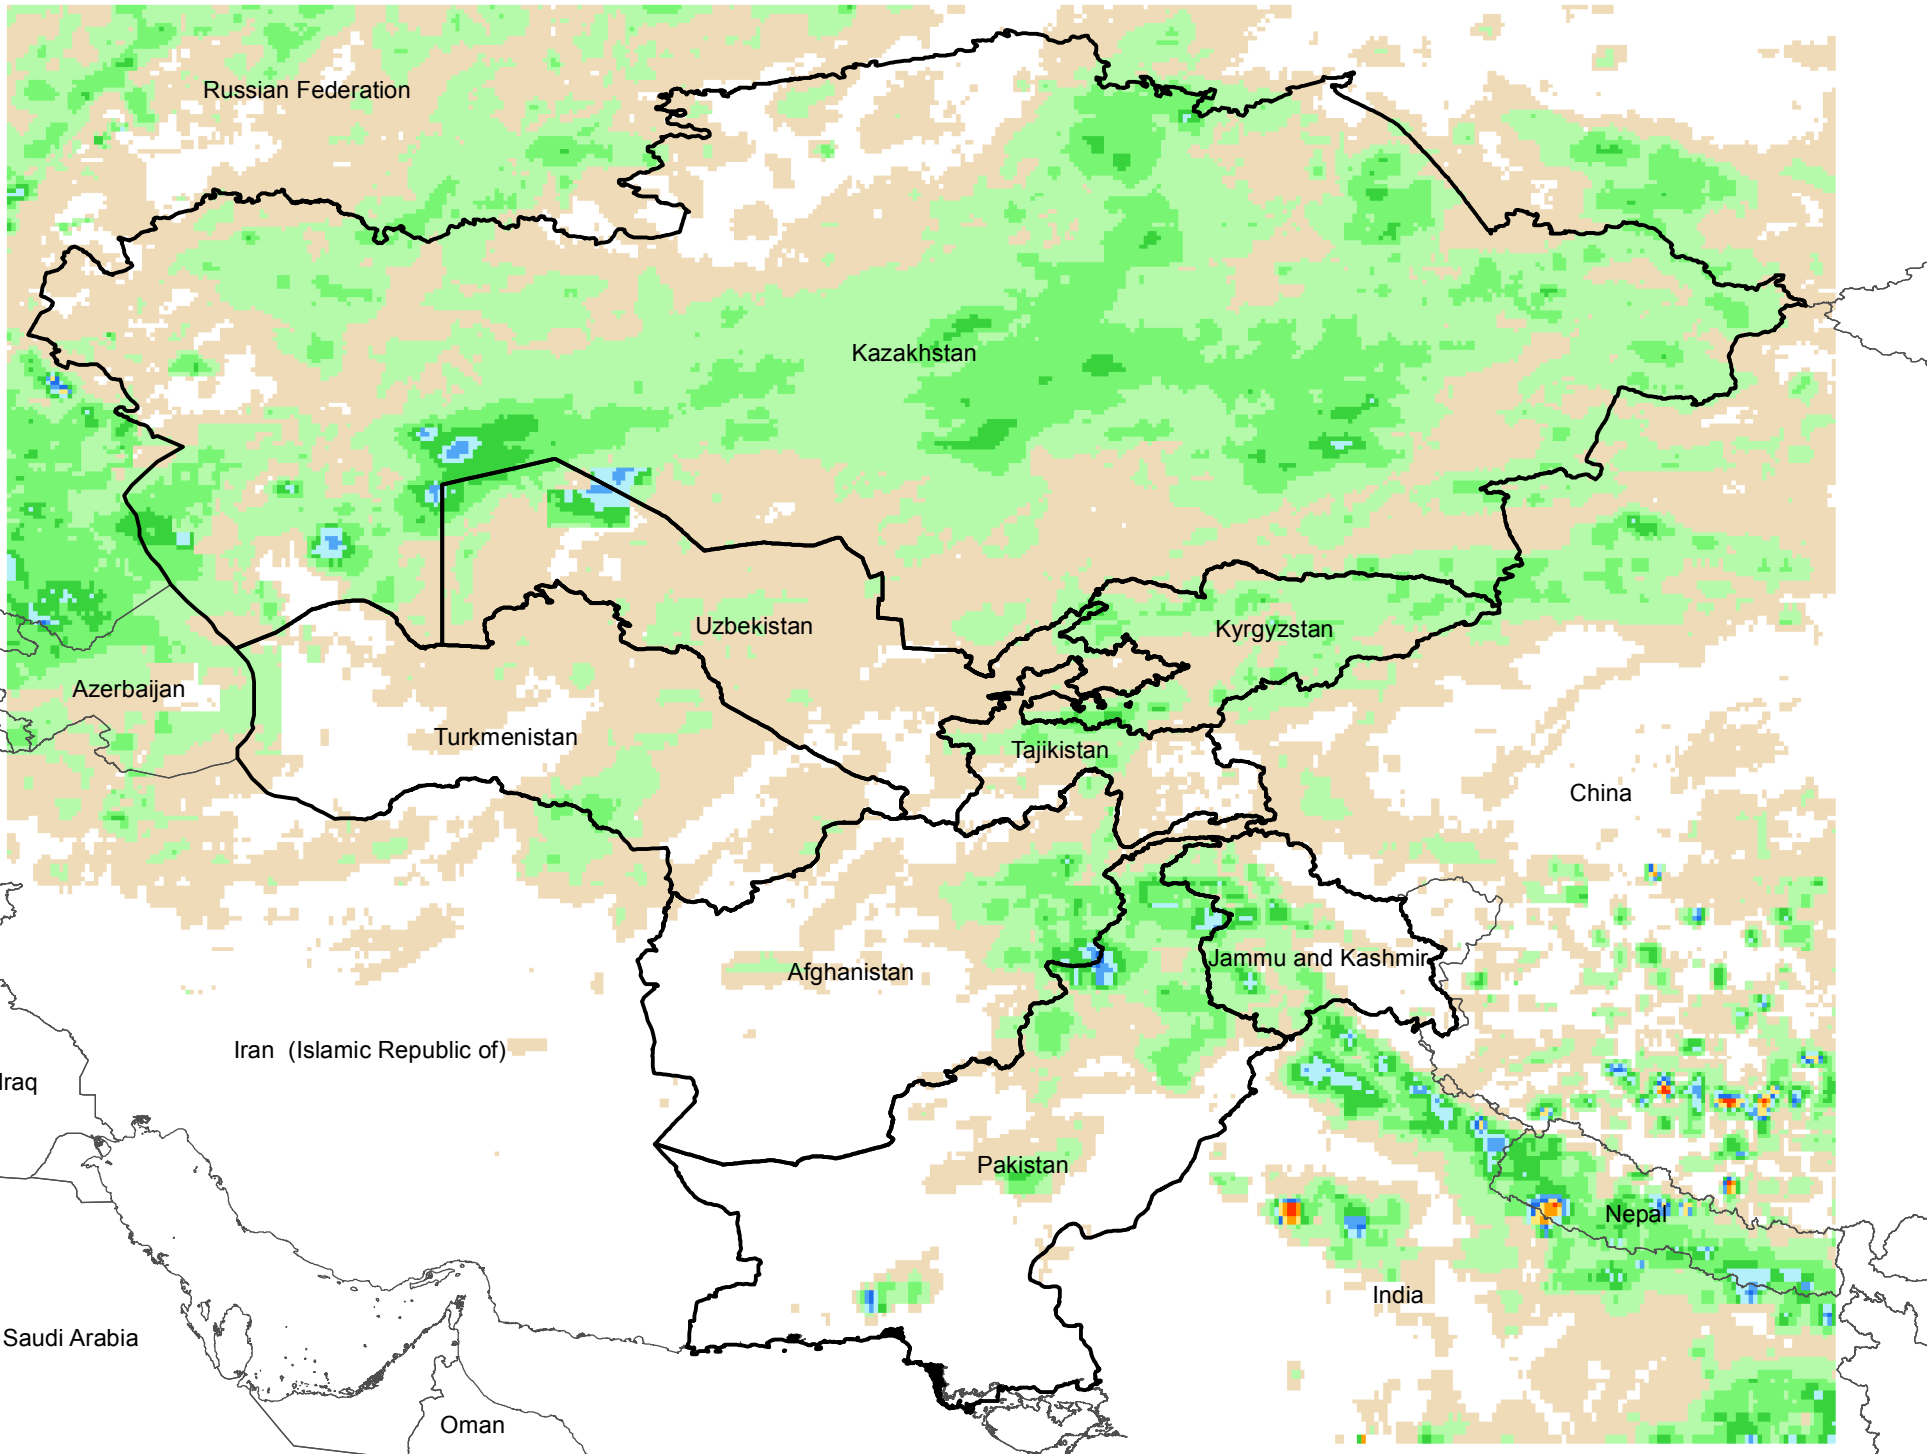 Russian Federation
Kazakhstan
Uzbekistan
Kyrgyzstan
Azerbaijan
Turkmenistan
Tajikistan
China
Afghanistan
Jammu and Kashmir
Iran (Islamic Republic of)
Iraq
Pakistan
Nepal
India
Saudi Arabia
Oman